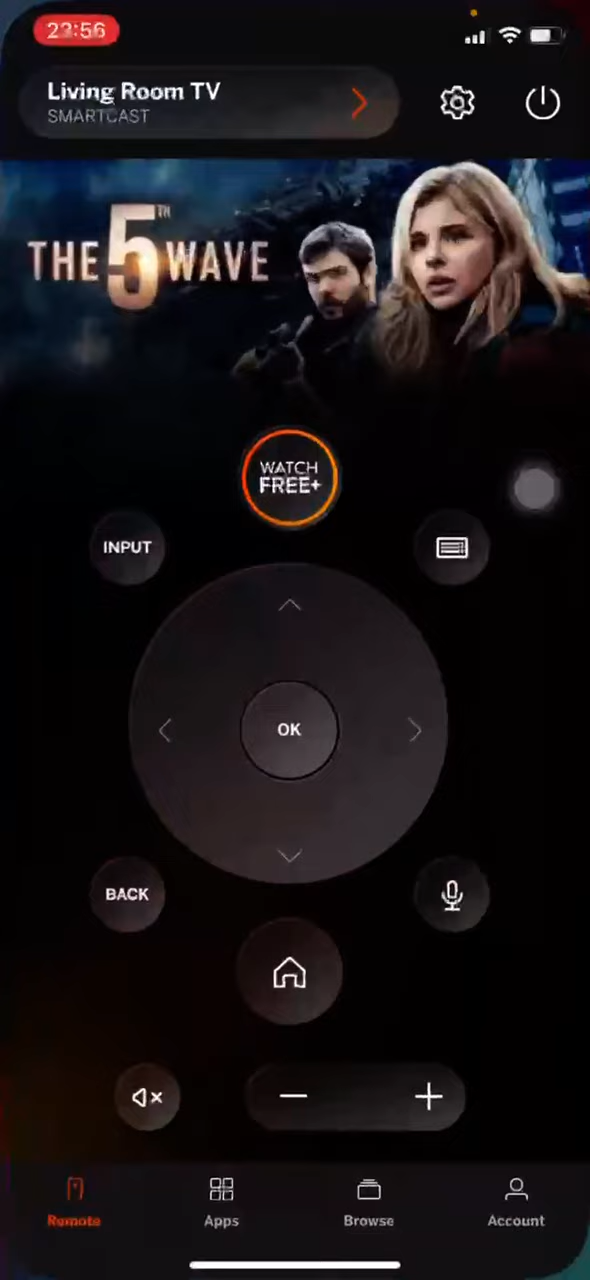 23:56
Living Room TV
SMARTCAST
THE 5TH WAVE
WATCH
FREE+
INPUT
OK
BACK
Remote
Apps
Browse
Account